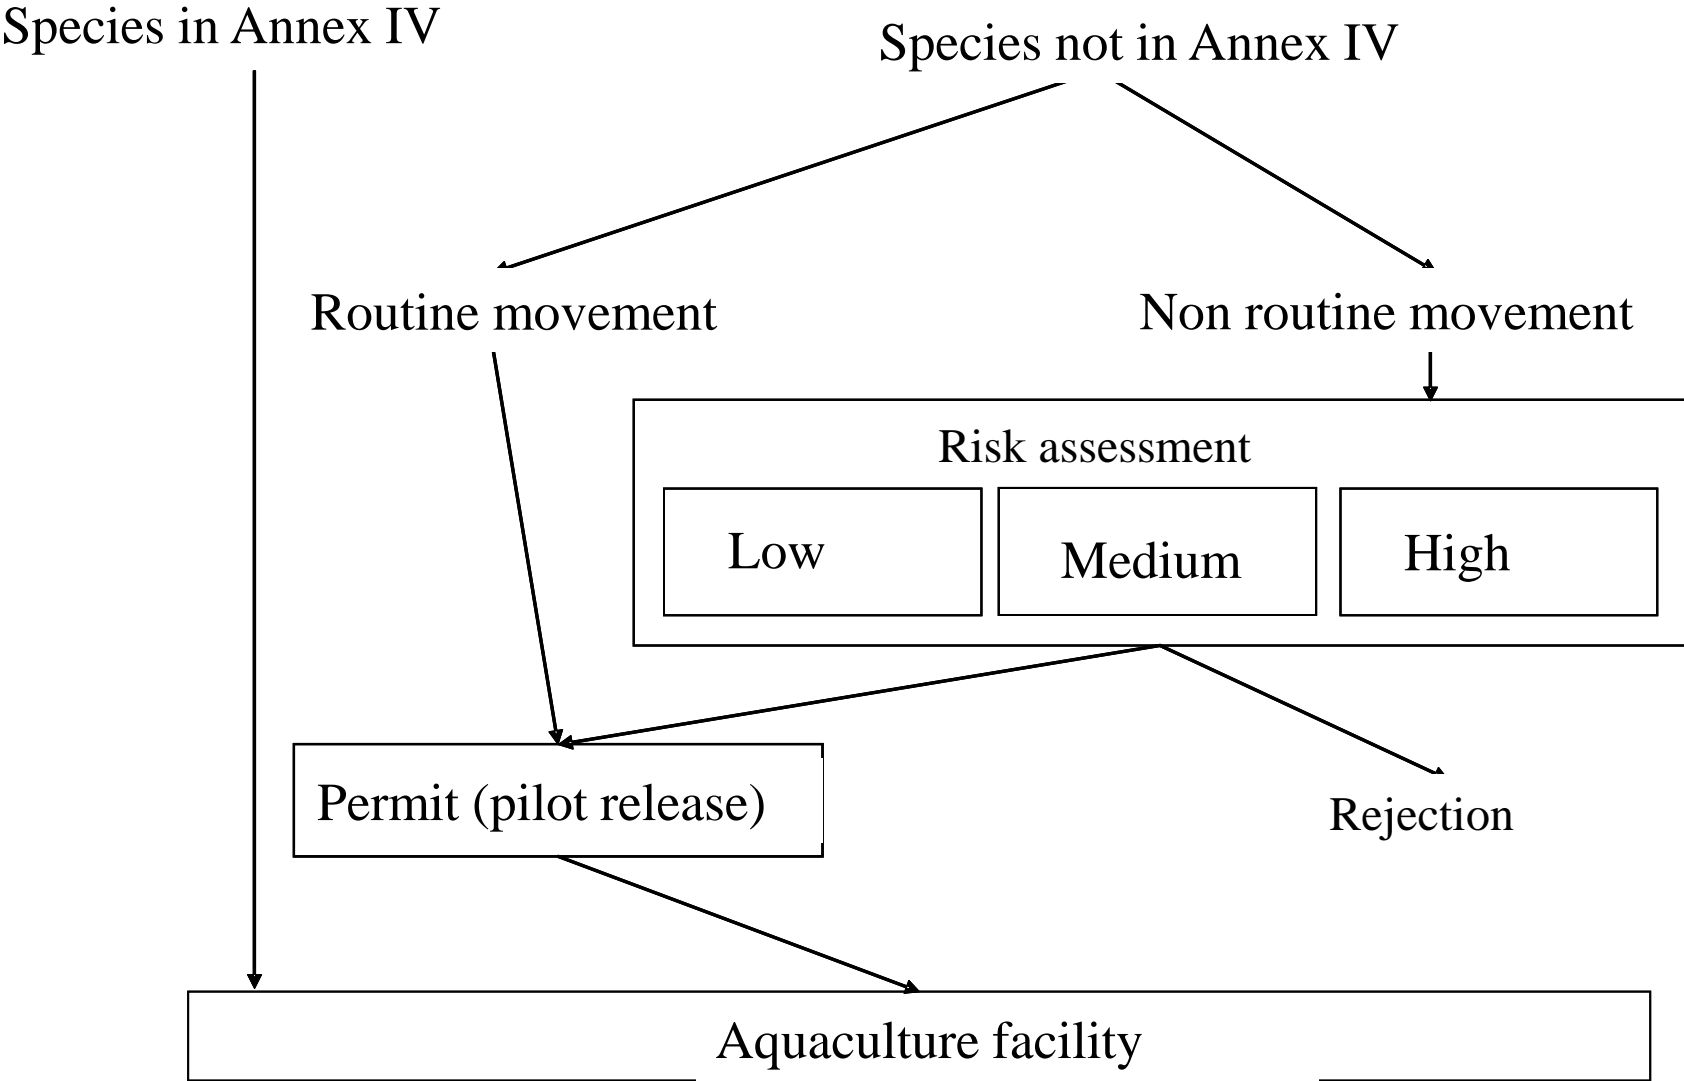 Species in Annex IV
Species not in Annex IV
Routine movement
Non routine movement
Risk assessment
Low
Medium
High
Permit (pilot release)
Rejection
Aquaculture facility